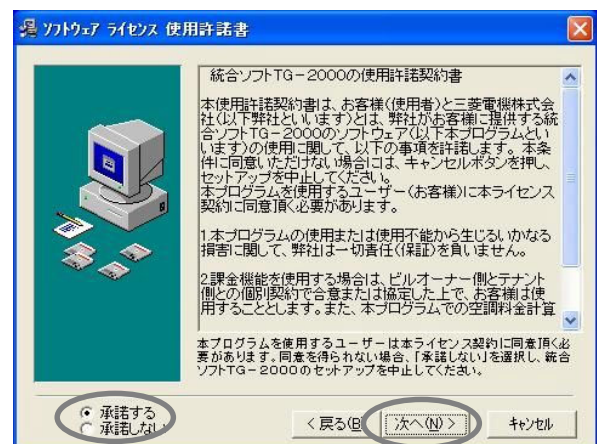 ソフトウェア ライセンス 使用許諾書
統合ソフトTG-2000の使用許諾契約書
本使用許諾契約書は、お客様(使用者)と三菱電機株式会
社(以下弊社といいます)とは、弊社がお客様に提供する統
合ソフトTG-2000のソフトウェア(以下本プログラムとい
います)の使用に関して、以下の事項を許諾します。本条
件に同意いただけない場合には、キャンセルボタンを押し、
セットアップを中止してください。
本プログラムを使用するユーザー(お客様)に本ライセンス
契約に同意頂く必要があります。
1.本プログラムの使用または使用不能から生じるいかなる
損害に関して、弊社は一切責任(保証)を負いません。
2.課金機能を使用する場合は、ビルオーナー側とテナント
側との個別契約で合意または協定した上で、お客様は使
用することとします。また、本プログラムでの空調料金計算
本プログラムを使用するユーザーは本ライセンス契約に同意頂く必
要があります。同意を得られない場合、「承諾しない」を選択し、統合
ソフトTG-2000のセットアップを中止してください。
承諾する
承諾しない
< 戻る(B)
次へ(N) >
キャンセル